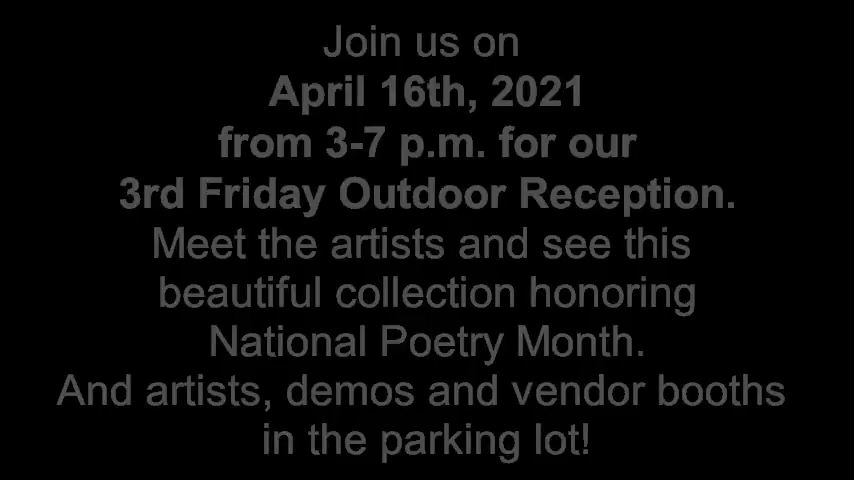 Join us on
April 16th, 2021
from 3-7 p.m. for our
3rd Friday Outdoor Reception.
Meet the artists and see this
beautiful collection honoring
National Poetry Month.
And artists, demos and vendor booths
in the parking lot!